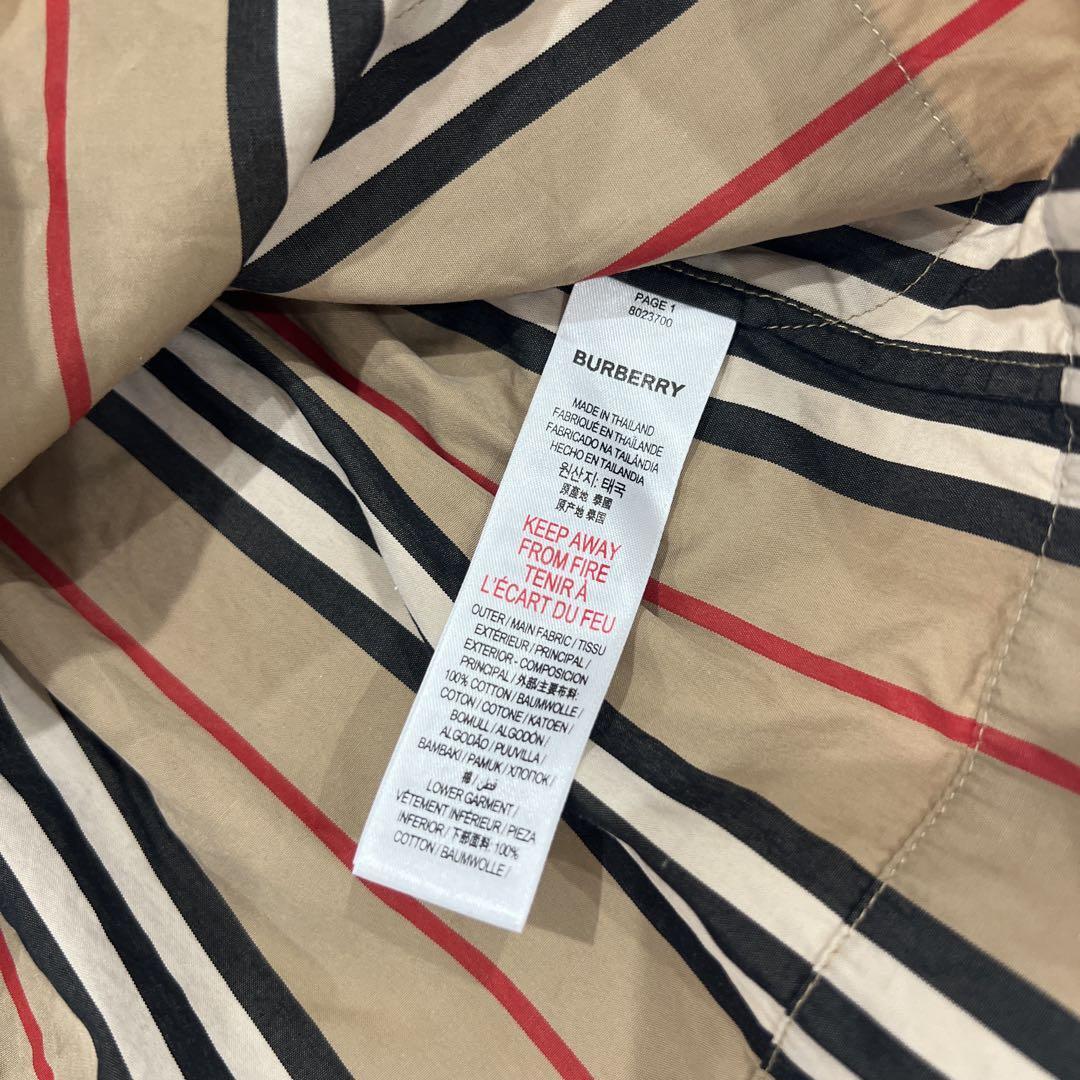 PAGE 1
8023700
BURBERRY
MADE IN THAILAND
FABRIQUÉ EN THAÏLANDE
FABRICADO NA TAILÂNDIA
HECHO EN TAILANDIA
원산지: 태국
原產地 泰國
原产地 泰国
KEEP AWAY
FROM FIRE
TENIR À
L'ÉCART DU FEU
OUTER / MAIN FABRIC / TISSU
EXTÉRIEUR / PRINCIPAL /
EXTERIOR - COMPOSICION
PRINCIPAL / 外部主要布料:
100% COTTON / BAUMWOLLE /
COTON / COTONE / KATOEN /
BOMULL / ALGODÓN /
ALGODÃO / PUUVILLA /
BAMBAKI / PAMUK / ХЛОПОК /
棉 / قطن /
LOWER GARMENT /
VÊTEMENT INFÉRIEUR / PIEZA
INFERIOR / 下部面料: 100%
COTTON / BAUMWOLLE /